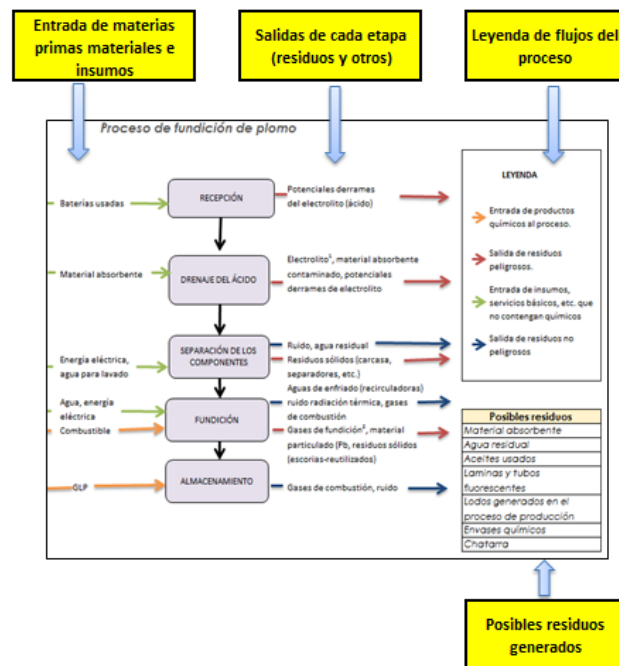 Entrada de materias
primas materiales e
insumos
Salidas de cada etapa
(residuos y otros)
Leyenda de flujos del
proceso
Proceso de fundición de plomo
Baterías usadas
RECEPCIÓN
Potenciales derrames
del electrolito (ácido)
Material absorbente
DRENAJE DEL ÁCIDO
Electrolito¹, material absorbente
contaminado, potenciales
derrames de electrolito
Energía eléctrica,
agua para lavado
SEPARACIÓN DE LOS
COMPONENTES
Ruido, agua residual
Residuos sólidos (carcasa,
separadores, etc.)
Agua, energía
eléctrica
Combustible
FUNDICIÓN
Aguas de enfriado (recirculadoras)
ruido radiación térmica, gases
de combustión
Gases de fundición², material
particulado (Pb, residuos sólidos
(escorias-reutilizados)
GLP
ALMACENAMIENTO
Gases de combustión, ruido
LEYENDA
Entrada de productos
químicos al proceso.
Salida de residuos
peligrosos.
Entrada de insumos,
servicios básicos, etc. que
no contengan químicos
Salida de residuos no
peligrosos
Posibles residuos
Material absorbente
Agua residual
Aceites usados
Laminas y tubos
fluorescentes
Lodos generados en el
proceso de producción
Envases químicos
Chatarra
Posibles residuos
generados